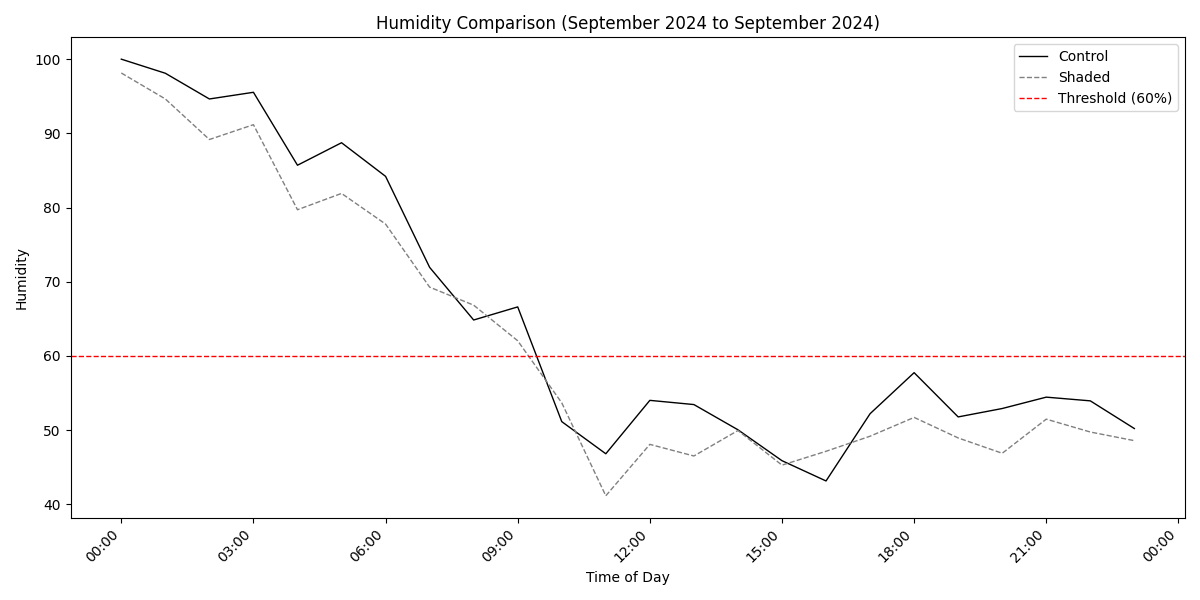 Humidity Comparison (September 2024 to September 2024)
Control
Shaded
Threshold (60%)
Humidity
100
90
80
70
60
50
40
00:00
03:00
06:00
09:00
12:00
15:00
18:00
21:00
00:00
Time of Day